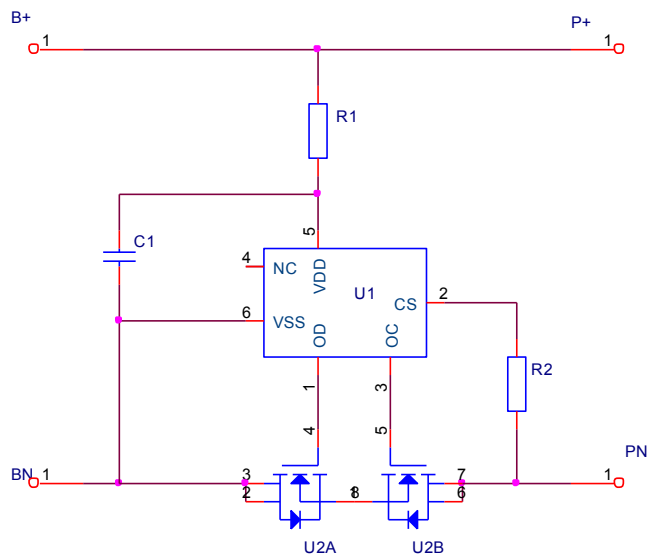 B+ P+
1 1
R1
C1
5
4 NC VDD
U1
CS 2
6 VSS
OD OC
R2
1 3
4 5
BN 1 3 7 1 PN
2 1 8 6
U2A U2B